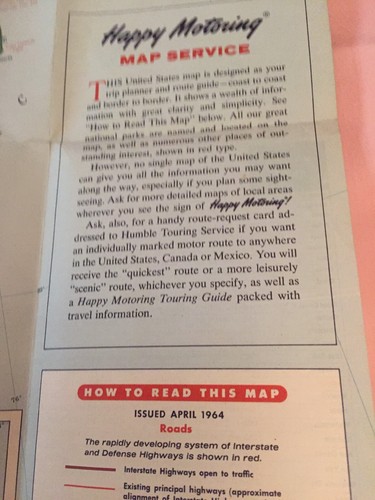 Happy Motoring®
MAP SERVICE
THIS United States map is designed as your
trip planner and route guide—coast to coast
and border to border. It shows a wealth of infor-
mation with great clarity and simplicity. See
"How to Read This Map" below. All our great
national parks are named and located on the
map, as well as numerous other places of out-
standing interest, shown in red type.
However, no single map of the United States
can give you all the information you may want
along the way, especially if you plan some sight-
seeing. Ask for more detailed maps of local areas
wherever you see the sign of Happy Motoring!
Ask, also, for a handy route-request card ad-
dressed to Humble Touring Service if you want
an individually marked motor route to anywhere
in the United States, Canada or Mexico. You will
receive the "quickest" route or a more leisurely
"scenic" route, whichever you specify, as well as
a Happy Motoring Touring Guide packed with
travel information.
HOW TO READ THIS MAP
ISSUED APRIL 1964
Roads
The rapidly developing system of Interstate
and Defense Highways is shown in red.
Interstate Highways open to traffic
Existing principal highways (approximate
alignment of Interstate